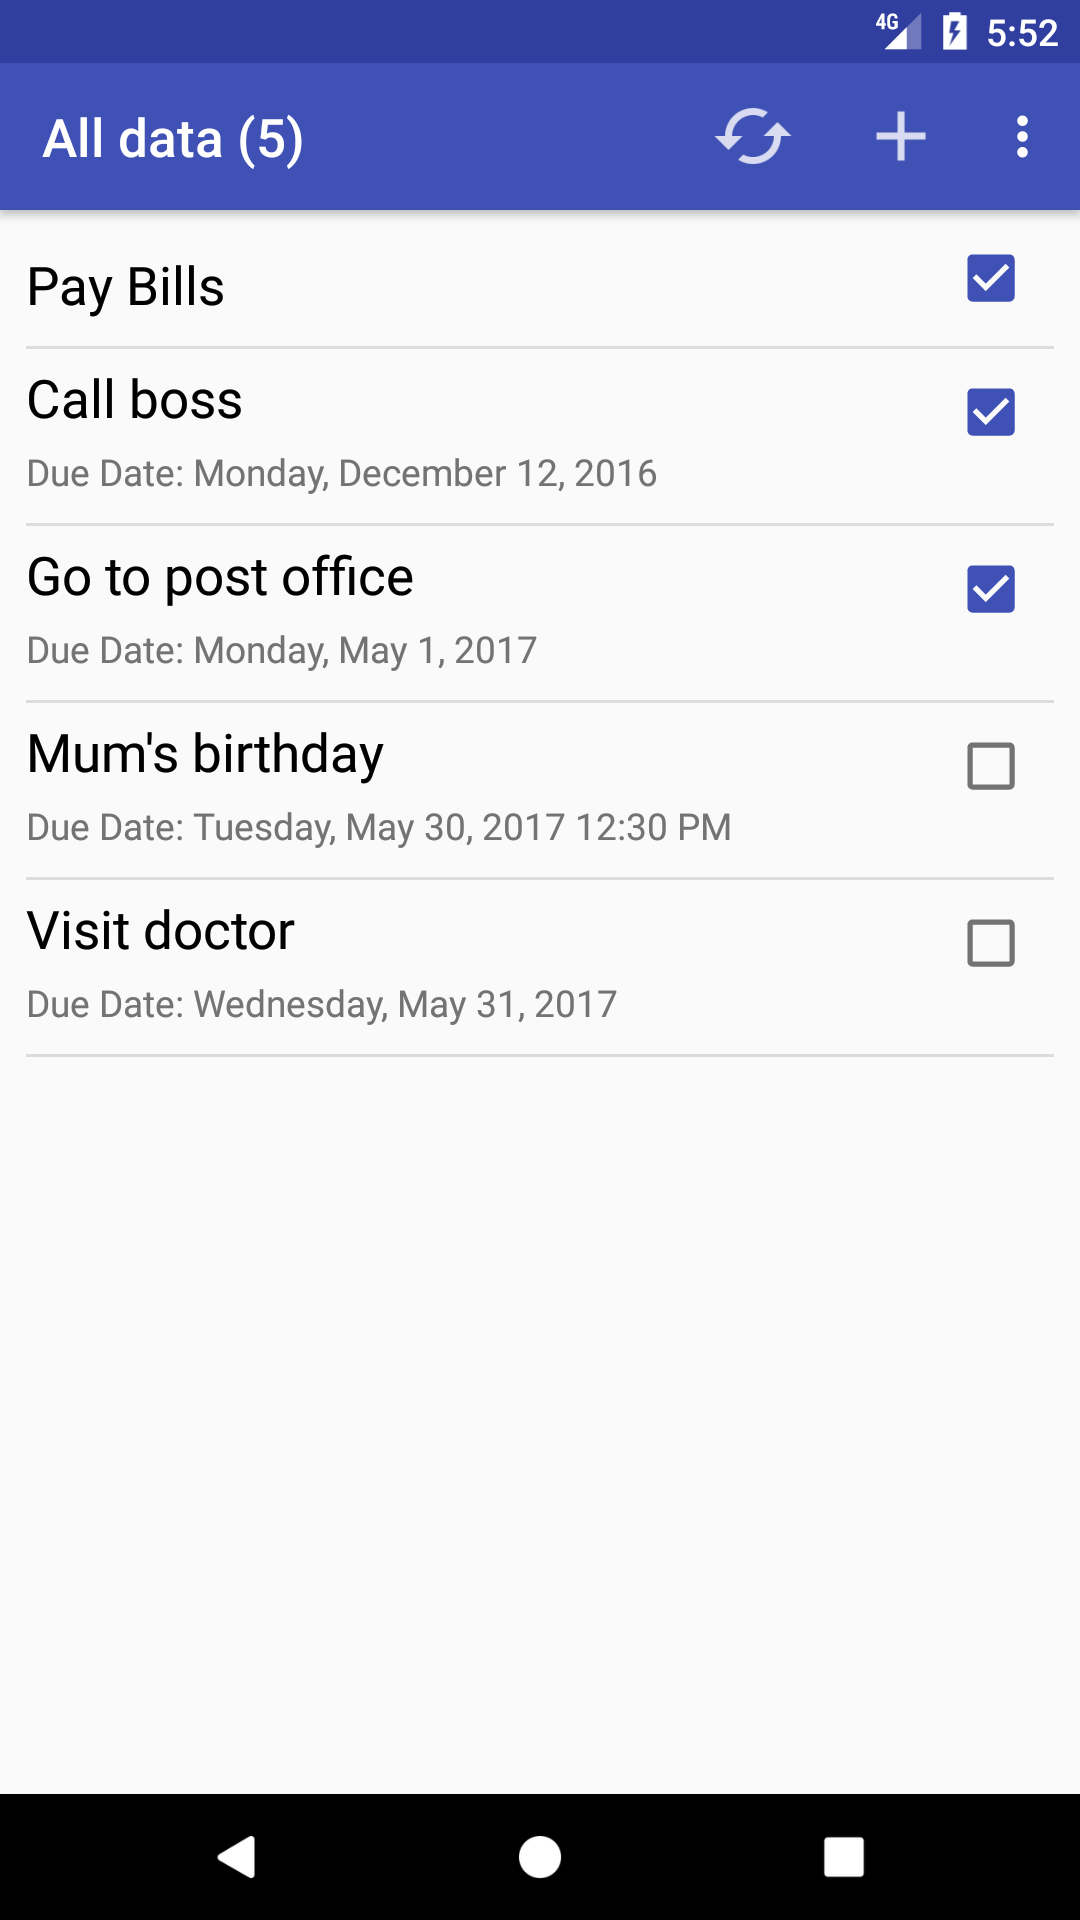 4G 5:52
All data (5)
Pay Bills
Call boss
Due Date: Monday, December 12, 2016
Go to post office
Due Date: Monday, May 1, 2017
Mum's birthday
Due Date: Tuesday, May 30, 2017 12:30 PM
Visit doctor
Due Date: Wednesday, May 31, 2017